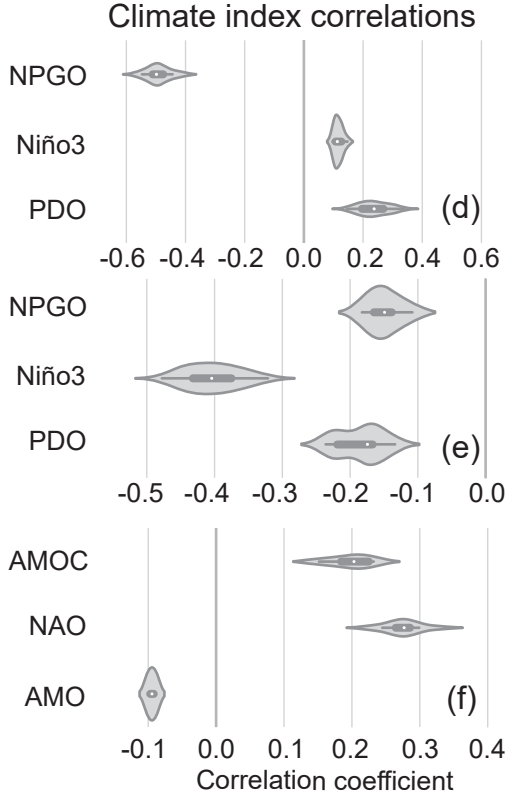 Climate index correlations
NPGO
Niño3
PDO
(d)
-0.6 -0.4 -0.2 0.0 0.2 0.4 0.6
NPGO
Niño3
PDO
(e)
-0.5 -0.4 -0.3 -0.2 -0.1 0.0
AMOC
NAO
AMO
(f)
-0.1 0.0 0.1 0.2 0.3 0.4
Correlation coefficient